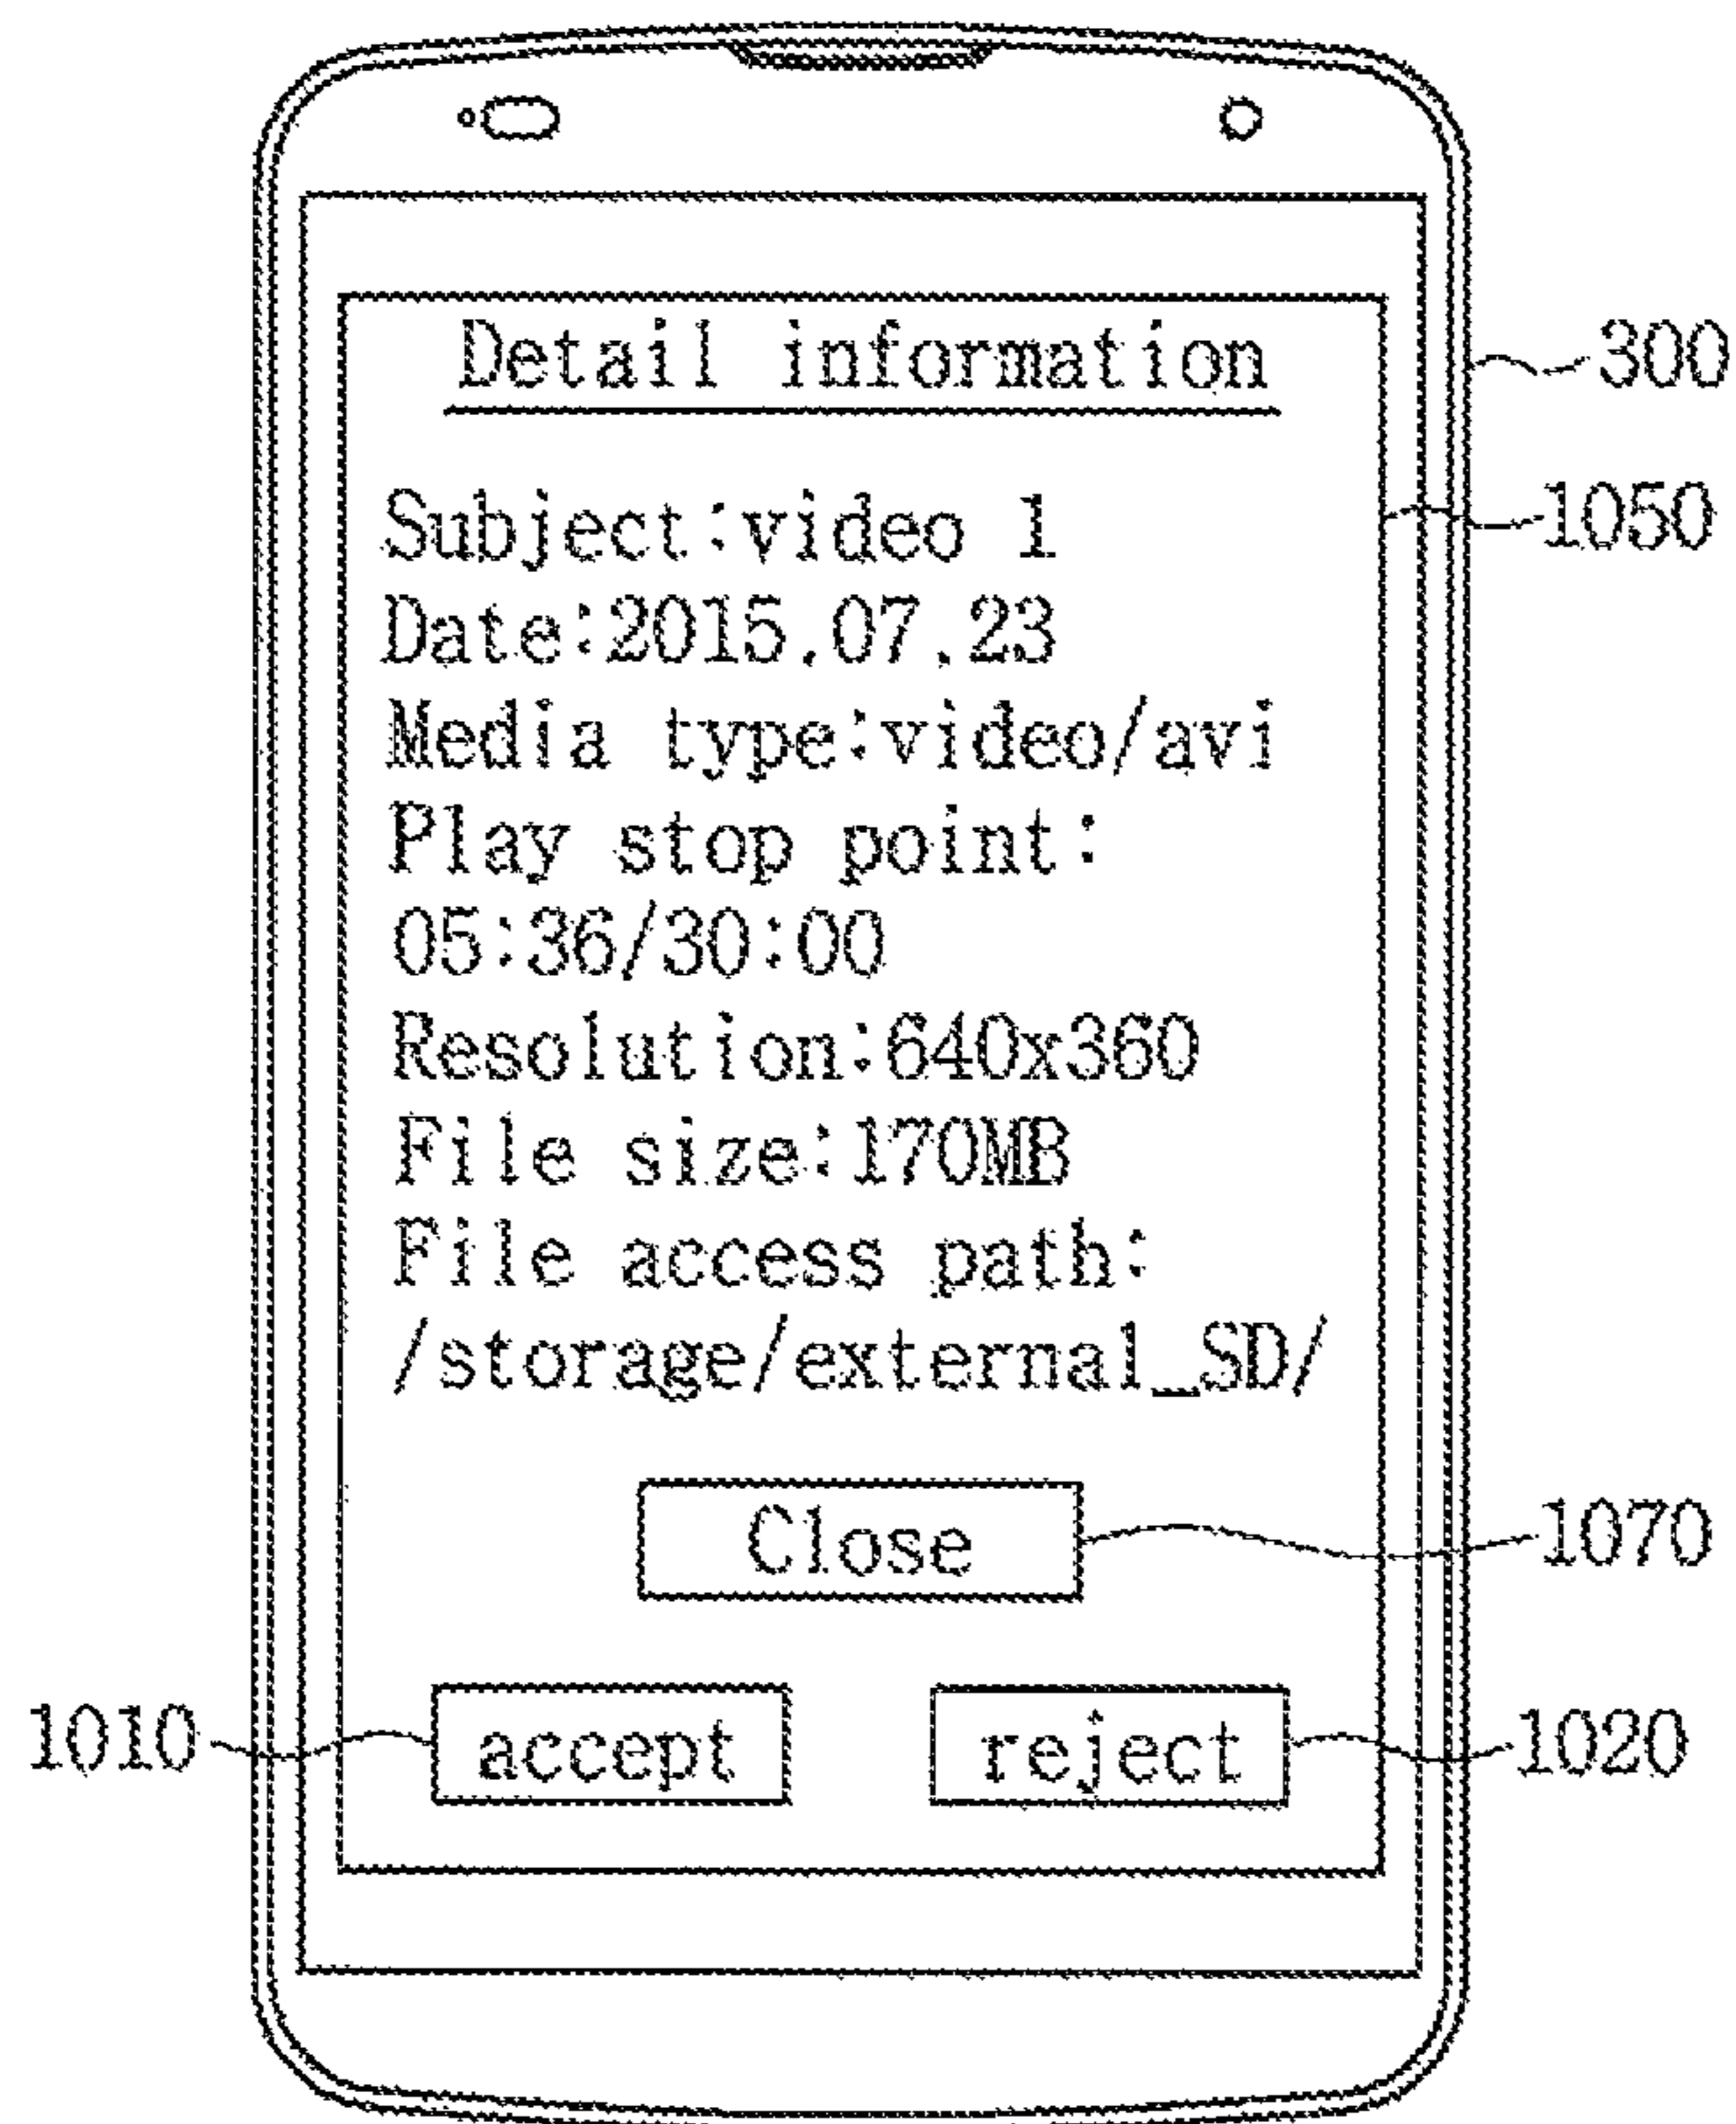 Detail information
300
1050
Subject:video 1
Date:2015.07.23
Media type:video/avi
Play stop point:
05:36/30:00
Resolution:640x360
File size:170MB
File access path:
/storage/external_SD/
Close
1070
1010
accept
reject
1020